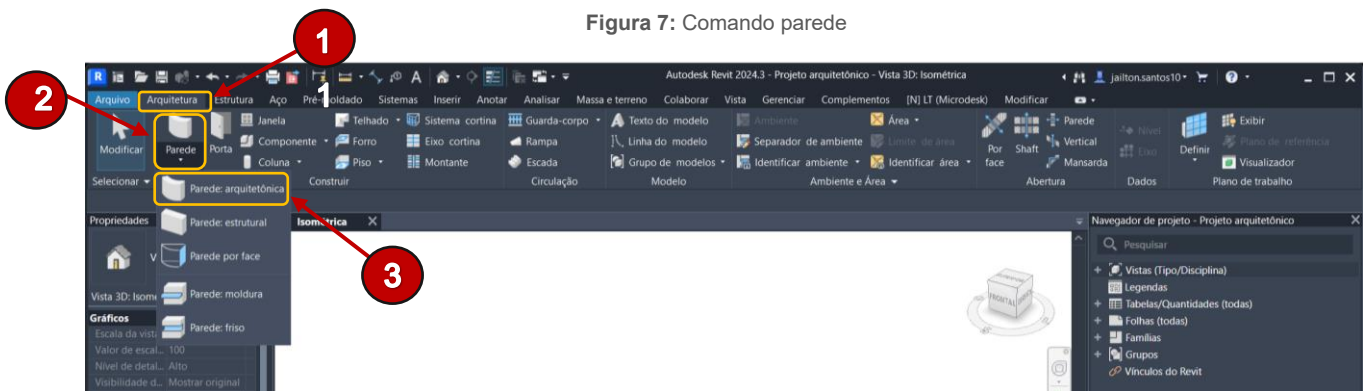 Figura 7: Comando parede
1
2
Autodesk Revit 2024.3 - Projeto arquitetônico - Vista 3D: Isométrica
jailton.santos10
Arquivo Arquitetura Estrutura Aço Pré-moldado Sistemas Inserir Anotar Analisar Massa e terreno Colaborar Vista Gerenciar Complementos [N] LT (Microdesk) Modificar
1
Modificar
Parede
Porta
Janela
Componente
Coluna
Telhado
Forro
Piso
Sistema cortina
Eixo cortina
Montante
Guarda-corpo
Rampa
Escada
Texto do modelo
Linha do modelo
Grupo de modelos
Ambiente
Separador de ambiente
Identificar ambiente
Área
Limite de área
Identificar área
Por face
Shaft
Parede
Vertical
Mansarda
Nível
Eixo
Definir
Exibir
Plano de referência
Visualizador
Selecionar Construir Circulação Modelo Ambiente e Área Abertura Dados Plano de trabalho
Parede: arquitetônica
Parede: estrutural
Parede por face
Parede: moldura
Parede: friso
3
Propriedades
Isométrica X
V
Vista 3D: Isom
Gráficos
Escala da vist
Valor de escal... 100
Nível de detal... Alto
Visibilidade d... Mostrar original
FRONTAL
Navegador de projeto - Projeto arquitetônico X
Pesquisar
Vistas (Tipo/Disciplina)
Legendas
Tabelas/Quantidades (todas)
Folhas (todas)
Famílias
Grupos
Vínculos do Revit